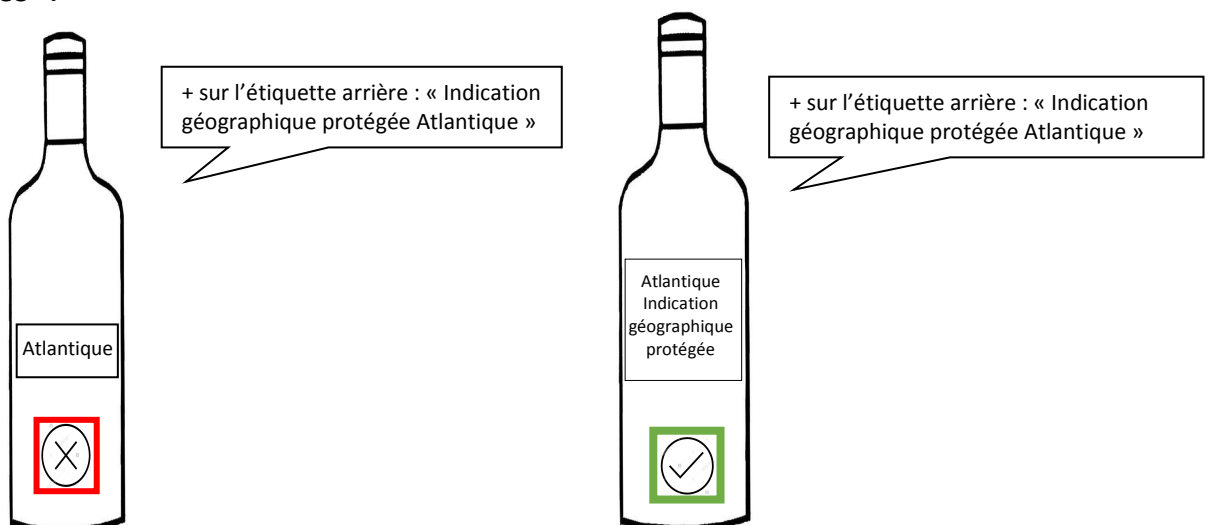 + sur l’étiquette arrière : « Indication
géographique protégée Atlantique »
Atlantique
+ sur l’étiquette arrière : « Indication
géographique protégée Atlantique »
Atlantique
Indication
géographique
protégée